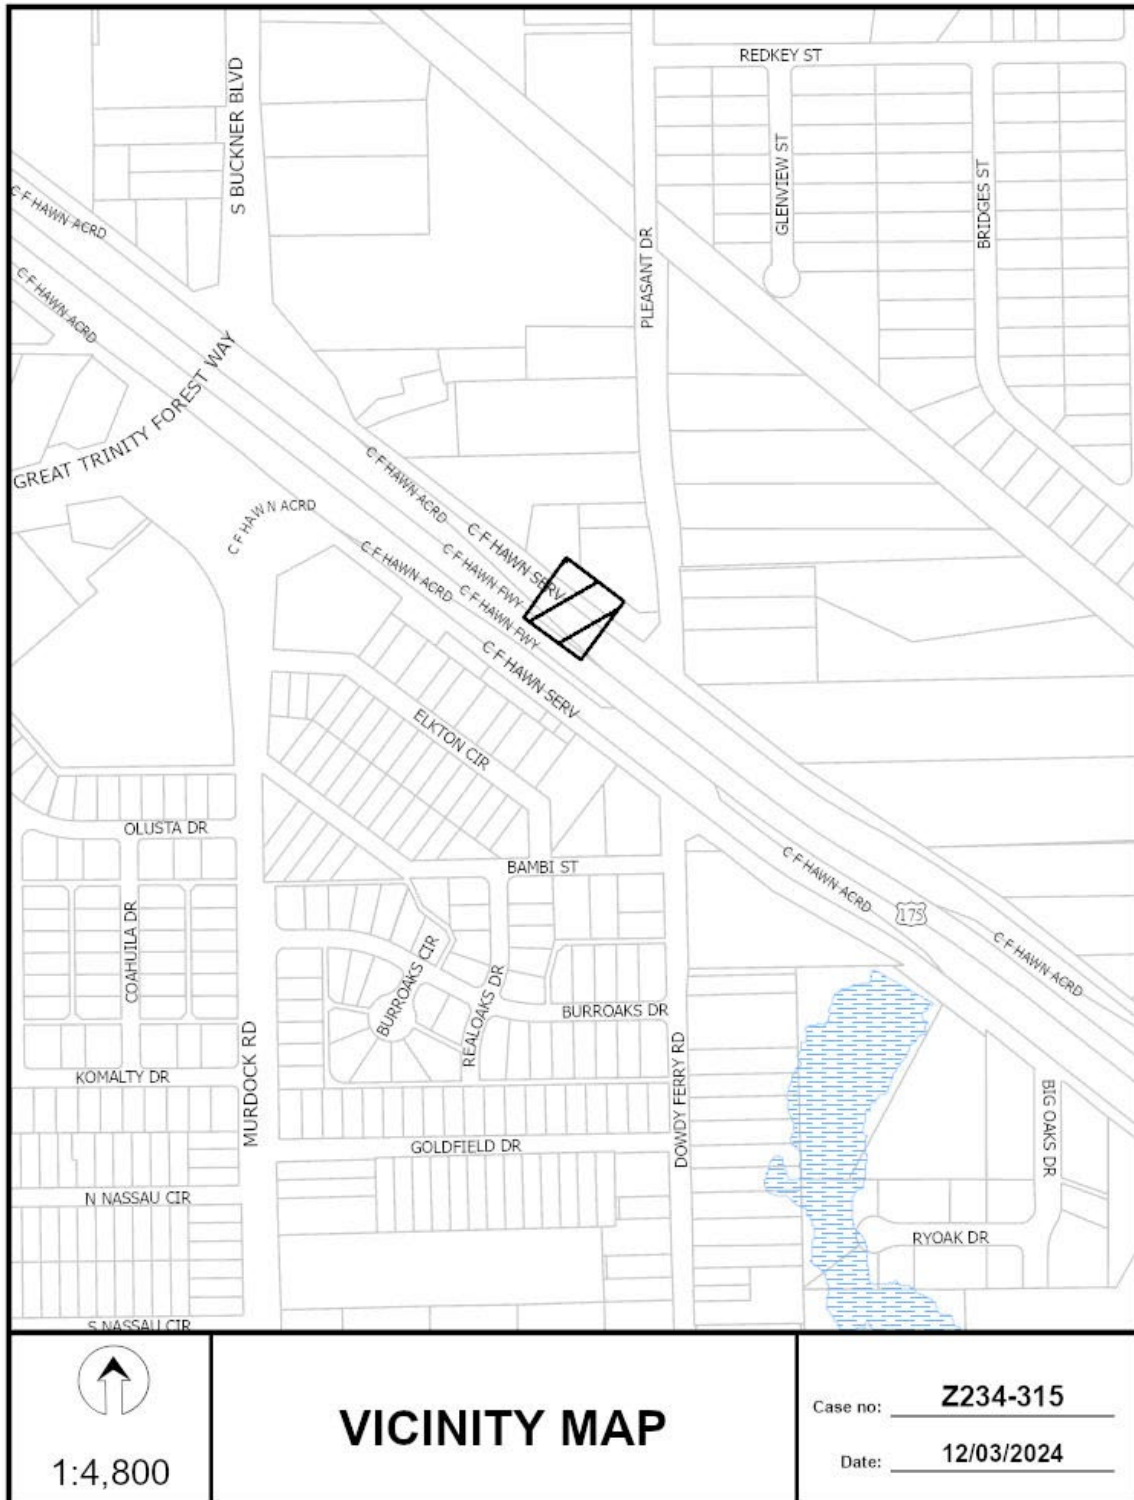 REDKEY ST
S BUCKNER BLVD
GLENVIEW ST
BRIDGES ST
PLEASANT DR
C F HAWN ACRD
C F HAWN ACRD
GREAT TRINITY FOREST WAY
C F HAWN ACRD
C F HAWN ACRD
C F HAWN SERV
C F HAWN FWY
C F HAWN ACRD
C F HAWN FWY
C F HAWN SERV
ELKTON CIR
OLUSTA DR
BAMBI ST
C F HAWN ACRD
175
C F HAWN ACRD
COAHUILA DR
BURROAKS CIR
REALOAKS DR
BURROAKS DR
MURDOCK RD
DOWDY FERRY RD
KOMALTY DR
BIG OAKS DR
GOLDFIELD DR
N NASSAU CIR
RYOAK DR
S NASSAU CIR
1:4,800
VICINITY MAP
Case no: Z234-315
Date: 12/03/2024